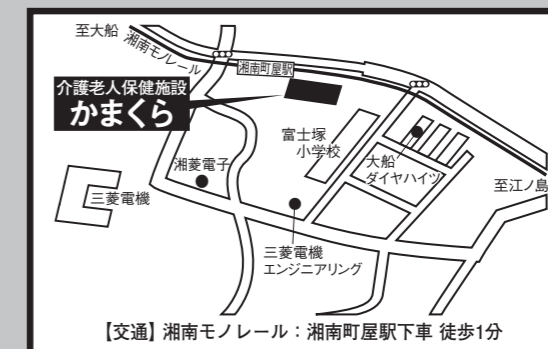 至大船
湘南モノレール
湘南町屋駅
介護老人保健施設
かまくら
富士塚
小学校
湘菱電子
大船
ダイヤハイツ
至江ノ島
三菱電機
三菱電機
エンジニアリング
【交通】湘南モノレール：湘南町屋駅下車 徒歩1分